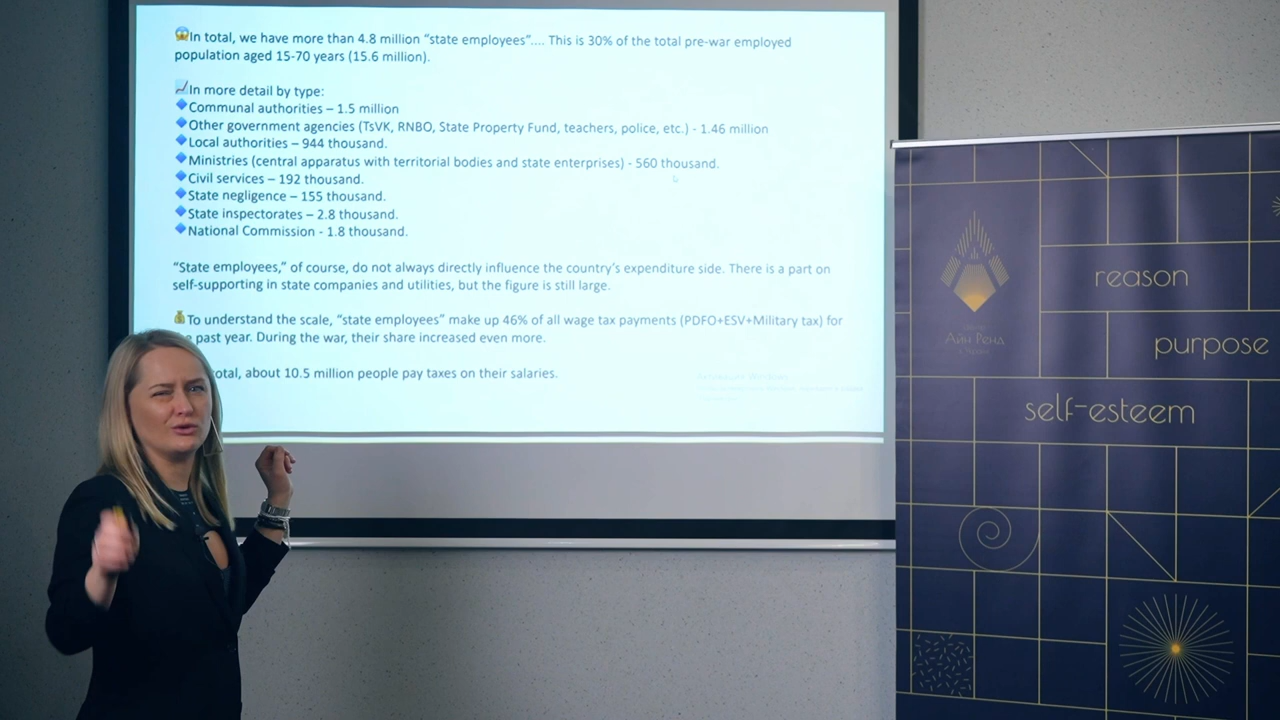 In total, we have more than 4.8 million “state employees”.... This is 30% of the total pre-war employed
population aged 15-70 years (15.6 million).
In more detail by type:
Communal authorities – 1.5 million
Other government agencies (TsVK, RNBO, State Property Fund, teachers, police, etc.) - 1.46 million
Local authorities – 944 thousand.
Ministries (central apparatus with territorial bodies and state enterprises) - 560 thousand.
Civil services – 192 thousand.
State negligence – 155 thousand.
State inspectorates – 2.8 thousand.
National Commission - 1.8 thousand.
“State employees,” of course, do not always directly influence the country’s expenditure side. There is a part on
self-supporting in state companies and utilities, but the figure is still large.
To understand the scale, “state employees” make up 46% of all wage tax payments (PDFO+ESV+Military tax) for
past year. During the war, their share increased even more.
total, about 10.5 million people pay taxes on their salaries.
Айн Ренд
reason
purpose
self-esteem